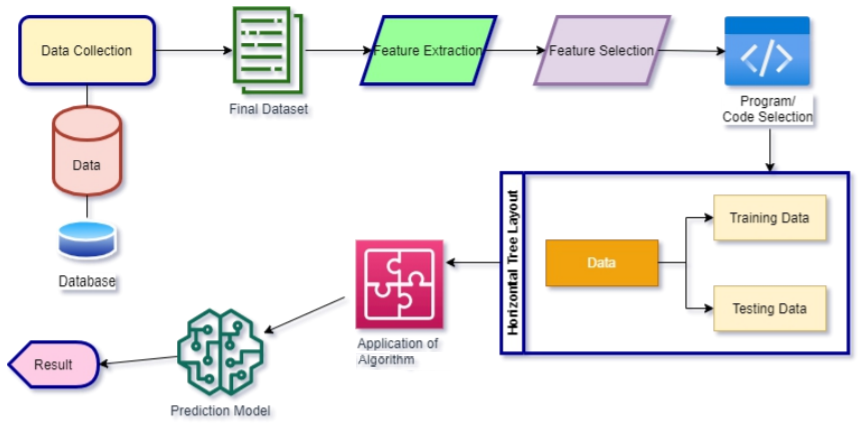 Data Collection
Final Dataset
Feature Extraction
Feature Selection
</>
Program/
Code Selection
Data
Database
Horizontal Tree Layout
Data
Training Data
Testing Data
Application of
Algorithm
Prediction Model
Result